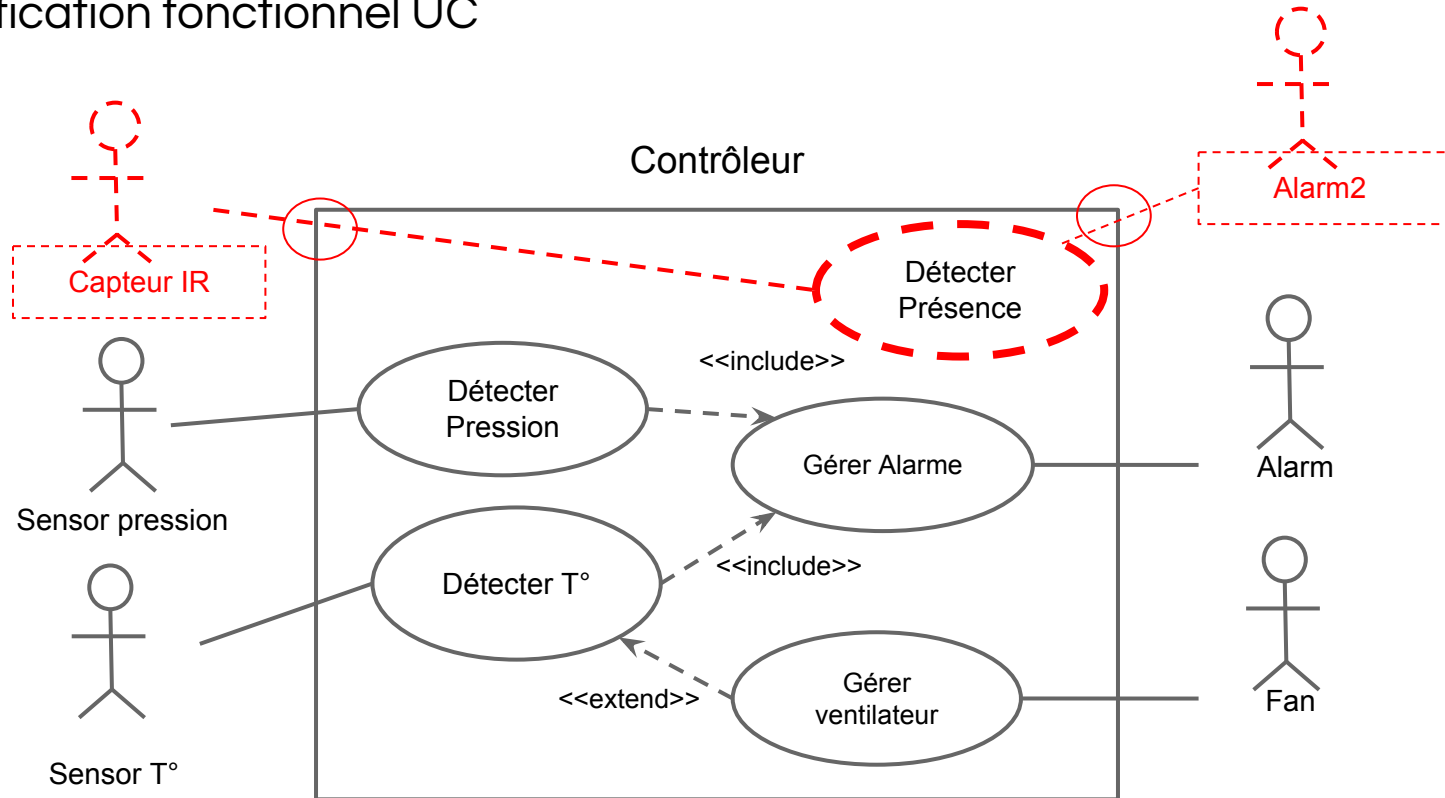 fication fonctionnel UC
Contrôleur
Alarm2
Capteur IR
Détecter
Présence
<<include>>
Détecter
Pression
Gérer Alarme
Alarm
Sensor pression
<<include>>
Détecter T°
Gérer
ventilateur
<<extend>>
Fan
Sensor T°